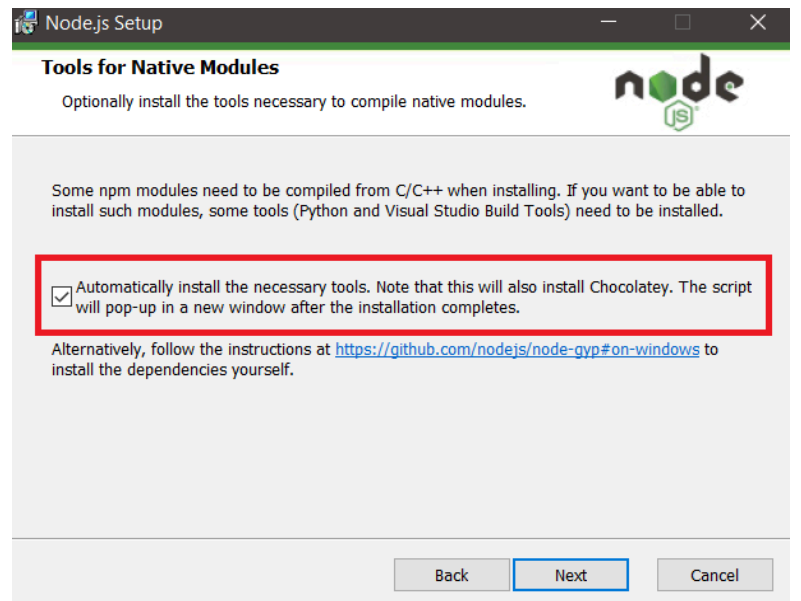 Node.js Setup
Tools for Native Modules
Optionally install the tools necessary to compile native modules.
node
JS
Some npm modules need to be compiled from C/C++ when installing. If you want to be able to
install such modules, some tools (Python and Visual Studio Build Tools) need to be installed.
Automatically install the necessary tools. Note that this will also install Chocolatey. The script
will pop-up in a new window after the installation completes.
Alternatively, follow the instructions at https://github.com/nodejs/node-gyp#on-windows to
install the dependencies yourself.
Back
Next
Cancel